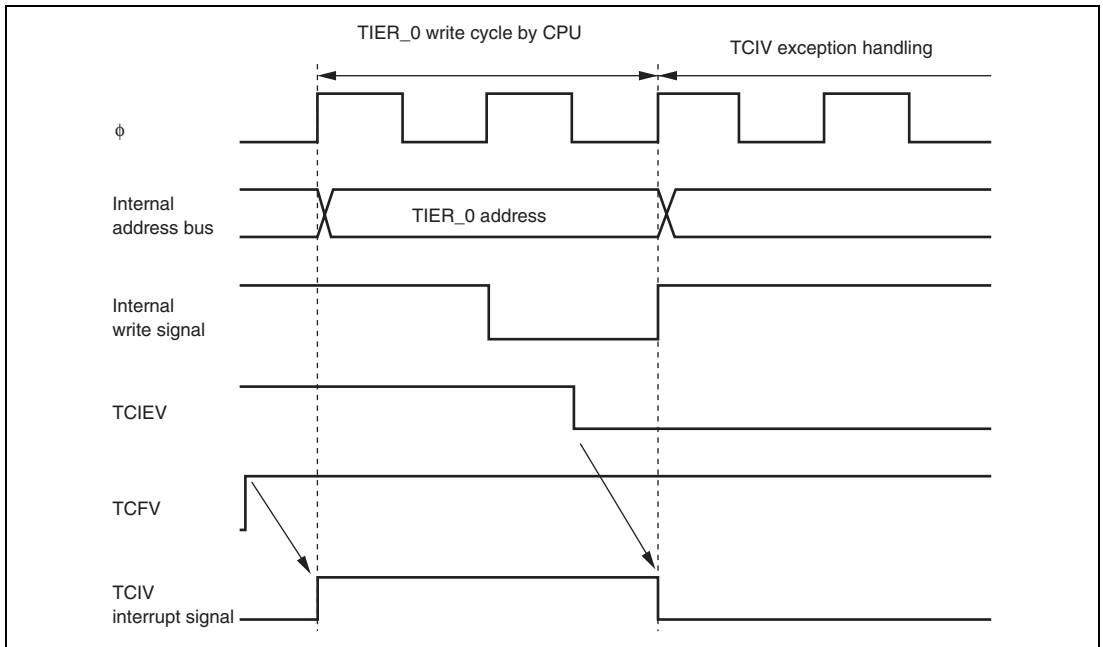 TIER_0 write cycle by CPU
TCIV exception handling
φ
Internal
address bus
TIER_0 address
Internal
write signal
TCIEV
TCFV
TCIV
interrupt signal